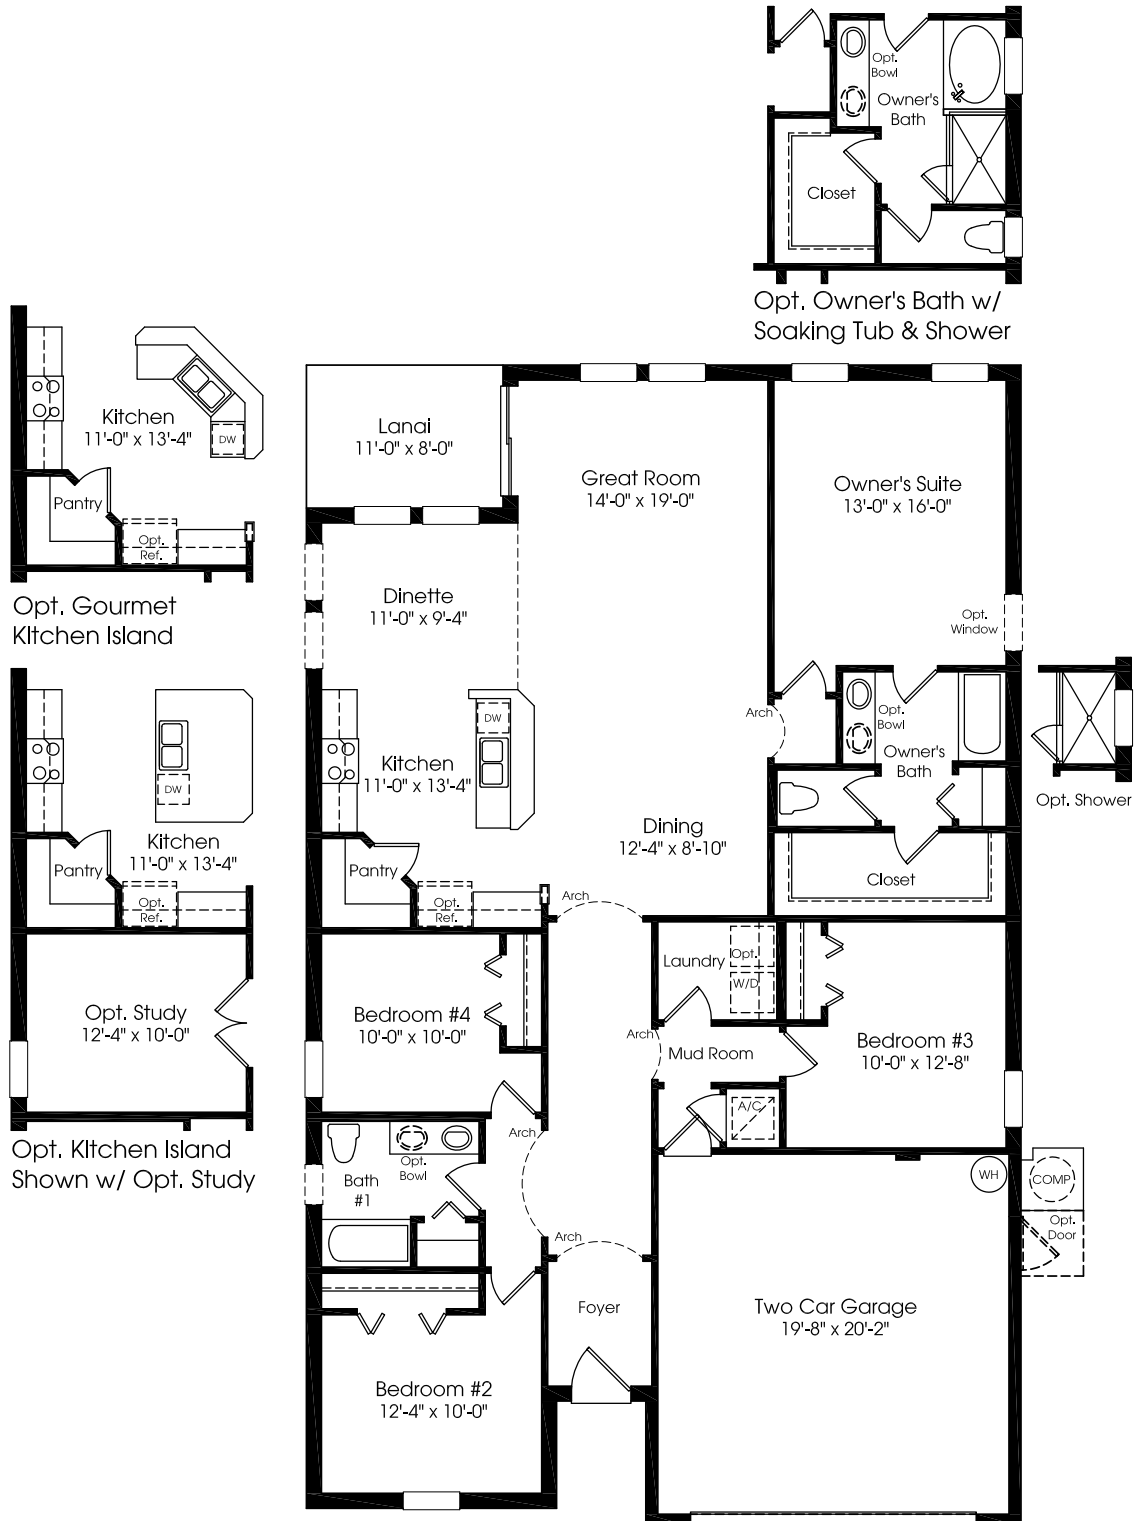 Opt.
Bowl
Owner's
Bath
Closet
Opt. Owner's Bath w/
Soaking Tub & Shower
Kitchen
11'-0" x 13'-4"
DW
Pantry
Opt.
Ref.
Opt. Gourmet
KItchen Island
Lanai
11'-0" x 8'-0"
Great Room
14'-0" x 19'-0"
Owner's Suite
13'-0" x 16'-0"
Dinette
11'-0" x 9'-4"
Opt.
Window
DW
Kitchen
11'-0" x 13'-4"
Pantry
Opt.
Ref.
DW
Kitchen
11'-0" x 13'-4"
Pantry
Opt.
Ref.
Arch
Opt.
Bowl
Owner's
Bath
Opt. Shower
Dining
12'-4" x 8'-10"
Closet
Arch
Opt. Study
12'-4" x 10'-0"
Opt. KItchen Island
Shown w/ Opt. Study
Bedroom #4
10'-0" x 10'-0"
Laundry
Opt.
W/D
Arch
Mud Room
Bedroom #3
10'-0" x 12'-8"
A/C
Arch
Opt.
Bowl
Bath
#1
WH
COMP
Opt.
Door
Arch
Foyer
Two Car Garage
19'-8" x 20'-2"
Bedroom #2
12'-4" x 10'-0"